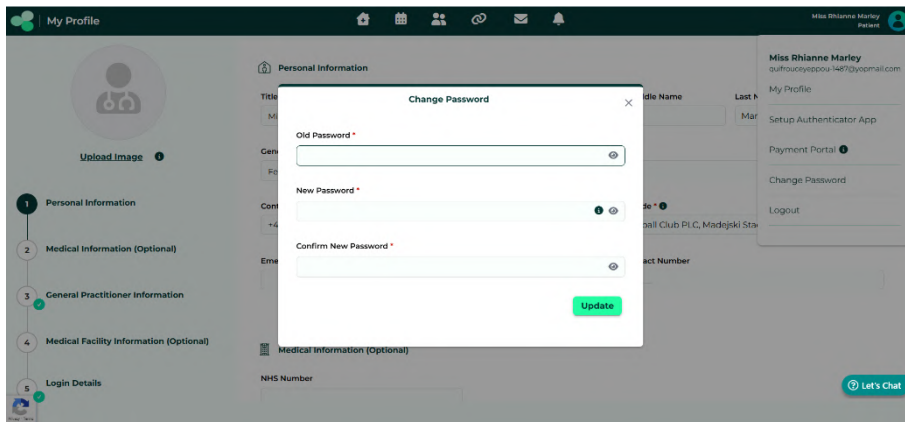 My Profile
Miss Rhianne Marley
Patient
Miss Rhianne Marley
quifrouceyeppou-1487@yopmail.com
My Profile
Setup Authenticator App
Payment Portal
Change Password
Logout
Upload Image
1 Personal Information
2 Medical Information (Optional)
3 General Practitioner Information
4 Medical Facility Information (Optional)
5 Login Details
Personal Information
Title
Mi
Gen
Fe
Cont
+4
Eme
Change Password
Old Password *
New Password *
Confirm New Password *
Update
ddle Name
Last N
Mar
de *
ball Club PLC, Madejski Sta
act Number
Medical Information (Optional)
NHS Number
Let's Chat